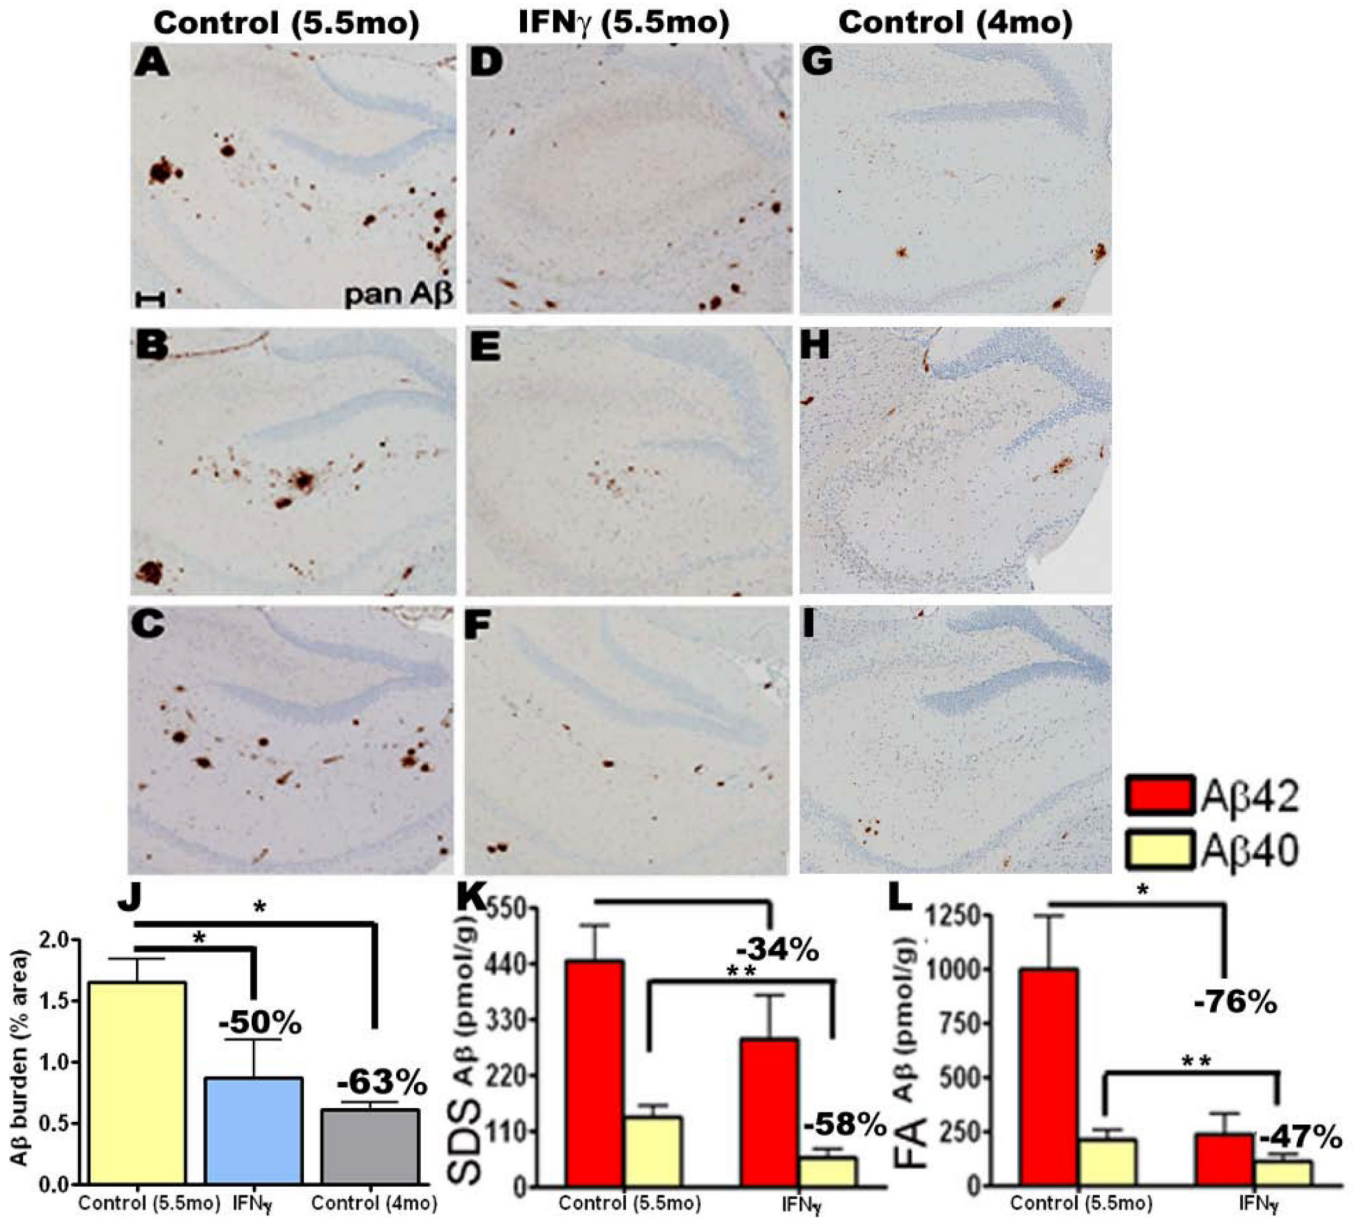 Control (5.5mo) IFNγ (5.5mo) Control (4mo)
A D G
pan Aβ
B E H
C F I
Aβ42
Aβ40
J
Aβ burden (% area)
2.0
1.5
1.0
0.5
0.0
*
*
-50%
-63%
Control (5.5mo) IFNγ Control (4mo)
K
SDS Aβ (pmol/g)
550
440
330
220
110
0
-34%
**
-58%
Control (5.5mo) IFNγ
L
FA Aβ (pmol/g)
1250
1000
750
500
250
0
*
-76%
**
-47%
Control (5.5mo) IFNγ